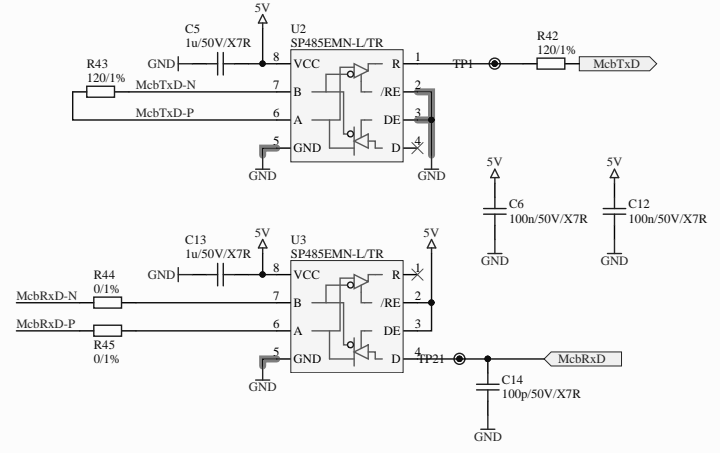 5V
C5
1u/50V/X7R
GND
U2
SP485EMN-L/TR
8 VCC
R 1
TP1
R42
120/1%
McbTxD
R43
120/1%
McbTxD-N
7 B
/RE 2
McbTxD-P
6 A
DE 3
5 GND
D 4
GND
GND
5V
C6
100n/50V/X7R
GND
5V
C12
100n/50V/X7R
GND
5V
C13
1u/50V/X7R
GND
U3
SP485EMN-L/TR
5V
8 VCC
R 1
R44
0/1%
McbRxD-N
7 B
/RE 2
McbRxD-P
6 A
DE 3
R45
0/1%
5 GND
D 4
TP21
McbRxD
GND
C14
100p/50V/X7R
GND